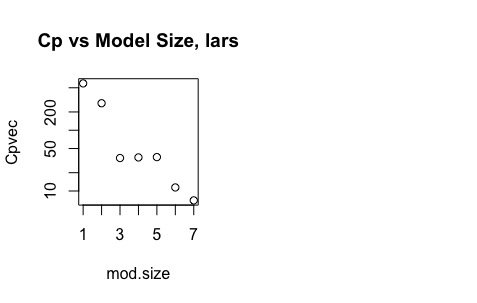 Cp vs Model Size, lars
Cpvec
200
50
10
1 3 5 7
mod.size